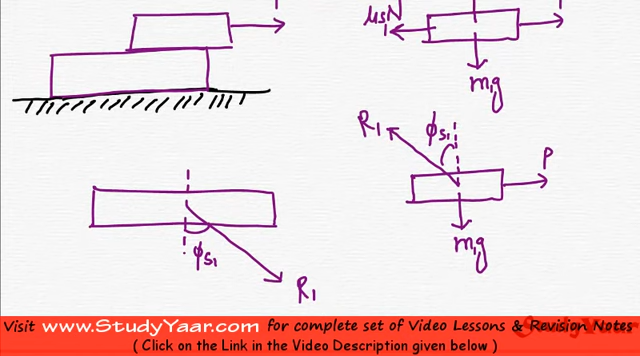 μsN
m₁g
R₁
ϕs₁
P
m₁g
ϕs₁
R₁
StudyYaar
Visit www.StudyYaar.com for complete set of Video Lessons & Revision Notes
( Click on the Link in the Video Description given below )